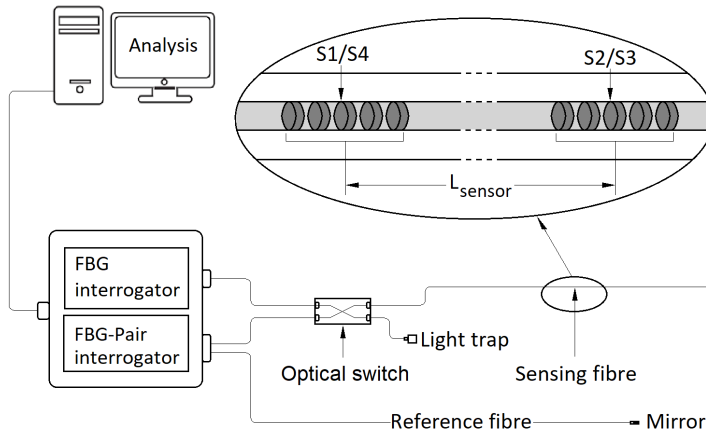 Analysis
S1/S4
S2/S3
Lsensor
FBG
interrogator
FBG-Pair
interrogator
Light trap
Optical switch
Sensing fibre
Reference fibre
Mirror